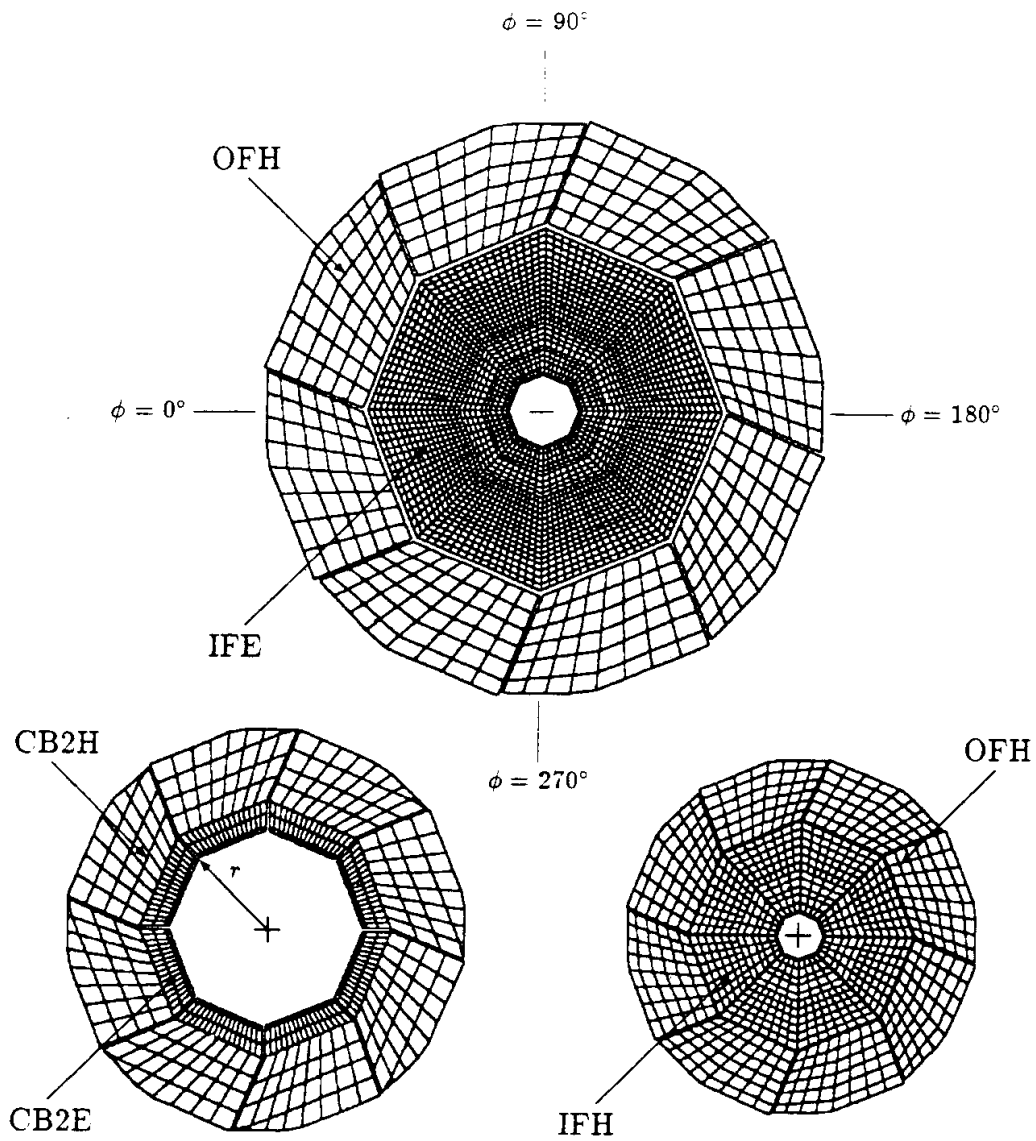 ϕ = 90°
OFH
ϕ = 0°
ϕ = 180°
IFE
CB2H
OFH
ϕ = 270°
r
CB2E
IFH